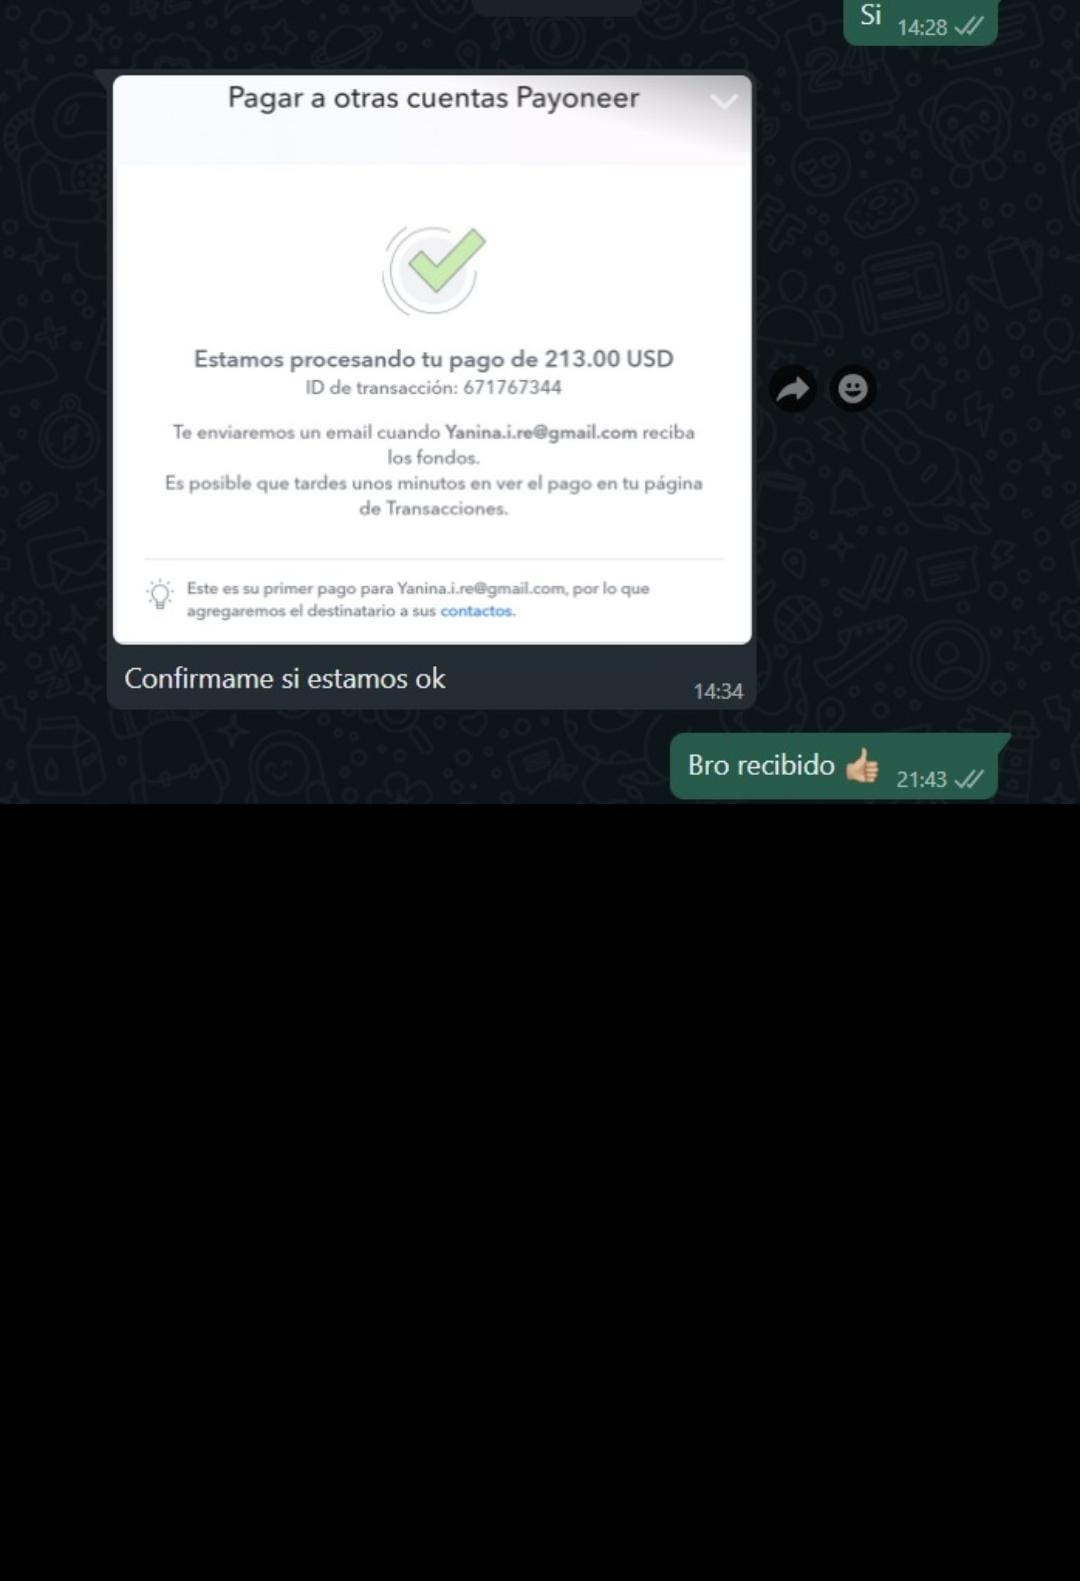 Si
14:28
Pagar a otras cuentas Payoneer
Estamos procesando tu pago de 213.00 USD
ID de transacción: 671767344
Te enviaremos un email cuando Yanina.i.re@gmail.com reciba
los fondos.
Es posible que tardes unos minutos en ver el pago en tu página
de Transacciones.
Este es su primer pago para Yanina.i.re@gmail.com, por lo que
agregaremos el destinatario a sus contactos.
Confirmame si estamos ok
14:34
Bro recibido 👍🏼
21:43